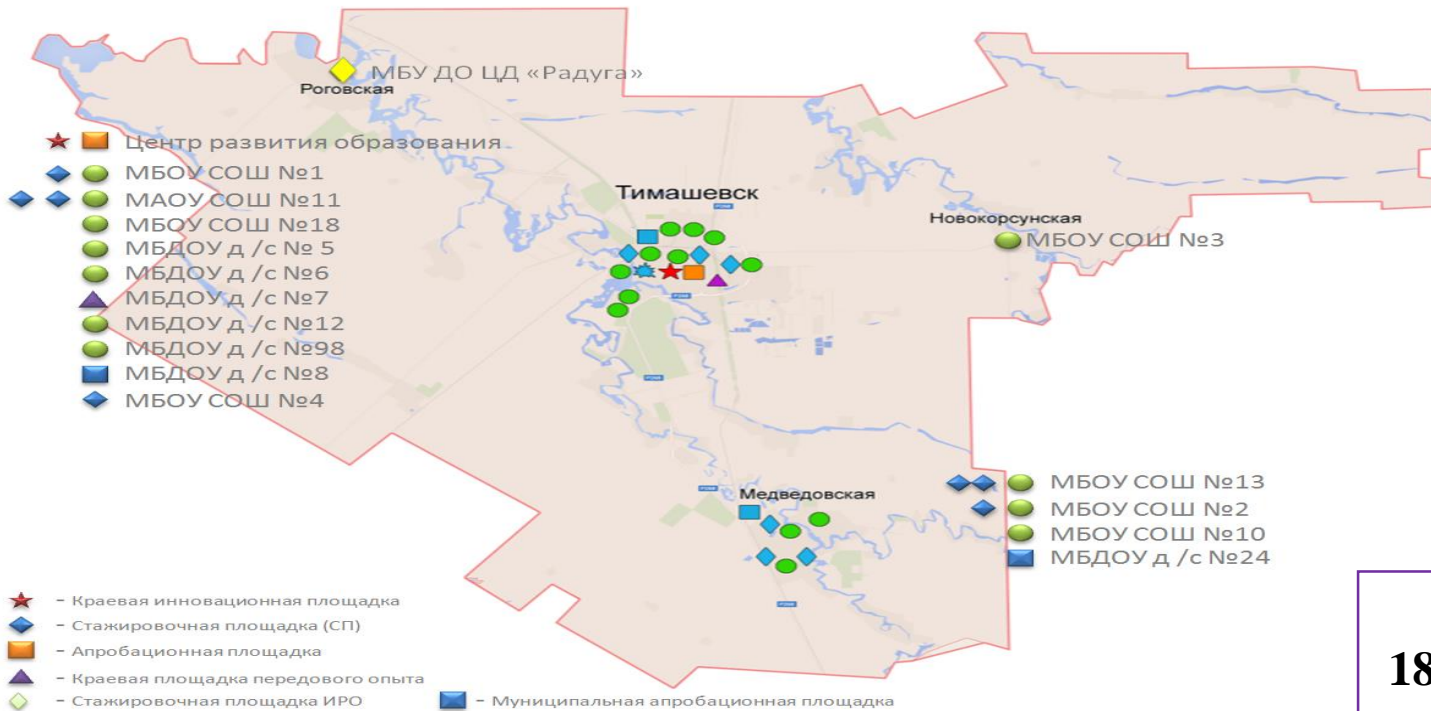 МБУ ДО ЦД «Радуга»
Роговская
Центр развития образования
МБОУ СОШ №1
МАОУ СОШ №11
МБОУ СОШ №18
МБДОУ д /с № 5
МБДОУ д /с №6
МБДОУ д /с №7
МБДОУ д /с №12
МБДОУ д /с №98
МБДОУ д /с №8
МБОУ СОШ №4
Тимашевск
Новокорсунская
МБОУ СОШ №3
Медведовская
МБОУ СОШ №13
МБОУ СОШ №2
МБОУ СОШ №10
МБДОУ д /с №24
- Краевая инновационная площадка
- Стажировочная площадка (СП)
- Апробационная площадка
- Краевая площадка передового опыта
- Стажировочная площадка ИРО
- Муниципальная апробационная площадка
18